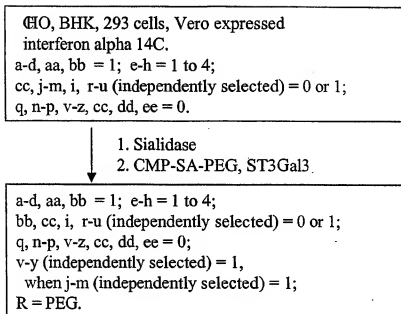 CHO, BHK, 293 cells, Vero expressed
interferon alpha 14C.
a-d, aa, bb = 1; e-h = 1 to 4;
cc, j-m, i, r-u (independently selected) = 0 or 1;
q, n-p, v-z, cc, dd, ee = 0.
1. Sialidase
2. CMP-SA-PEG, ST3Gal3
a-d, aa, bb = 1; e-h = 1 to 4;
bb, cc, i, r-u (independently selected) = 0 or 1;
q, n-p, v-z, cc, dd, ee = 0;
v-y (independently selected) = 1,
when j-m (independently selected) = 1;
R = PEG.